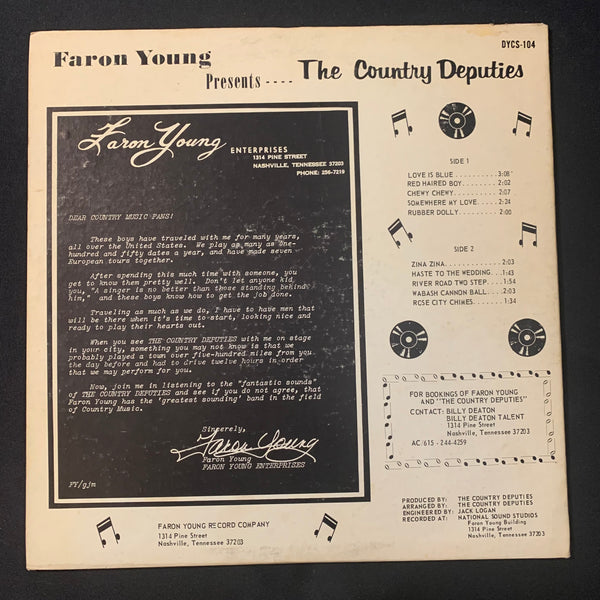 Faron Young
Presents ----
The Country Deputies
DYCS-104
Faron Young
ENTERPRISES
1314 PINE STREET
NASHVILLE, TENNESSEE 37203
PHONE: 256-7219
DEAR COUNTRY MUSIC FANS!
These boys have traveled with me for many years,
all over the United States. We play as many as one-
hundred and fifty dates a year, and have made seven
European tours together.
After spending this much time with someone, you
get to know them pretty well. Don't let anyone kid
you, "A singer is no better than those standing behind
him," and these boys know how to get the job done.
Traveling as much as we do, I have to have men that
will be there when it's time to-start, looking nice and
ready to play their hearts out.
When you see THE COUNTRY DEPUTIES with me on stage
in your city, something you may not know is that we
probably played a town over five-hundred miles from you
the day before and had to drive twelve hours in order
that we may perform for you.
Now, join me in listening to the "fantastic sounds"
of THE COUNTRY DEPUTIES and see if you do not agree, that
Faron Young has the 'greatest sounding' band in the field
of Country Music.
Sincerely,
Faron Young
Faron Young
FARON YOUNG ENTERPRISES
FY/gjm
SIDE 1
LOVE IS BLUE..........3:08
RED HAIRED BOY........2:02
CHEWY CHEWY...........2:07
SOMEWHERE MY LOVE.....2:34
RUBBER DOLLY..........2:00
SIDE 2
ZINA ZINA.............2:03
HASTE TO THE WEDDING...1:43
RIVER ROAD TWO STEP....1:54
WABASH CANNON BALL.....2:03
ROSE CITY CHIMES.......1:34
FOR BOOKINGS OF FARON YOUNG
AND "THE COUNTRY DEPUTIES"
CONTACT: BILLY DEATON
BILLY DEATON TALENT
1314 Pine Street
Nashville, Tennessee 37203
AC/615 - 244-4259
PRODUCED BY: THE COUNTRY DEPUTIES
ARRANGED BY: THE COUNTRY DEPUTIES
ENGINEERED BY: JACK LOGAN
RECORDED AT: NATIONAL SOUND STUDIOS
Faron Young Building
1314 Pine Street
Nashville, Tennessee 37203
FARON YOUNG RECORD COMPANY
1314 Pine Street
Nashville, Tennessee 37203